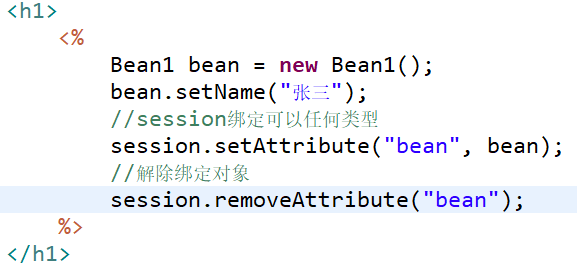 <h1>
<%
Bean1 bean = new Bean1();
bean.setName("张三");
//session绑定可以任何类型
session.setAttribute("bean", bean);
//解除绑定对象
session.removeAttribute("bean");
%>
</h1>